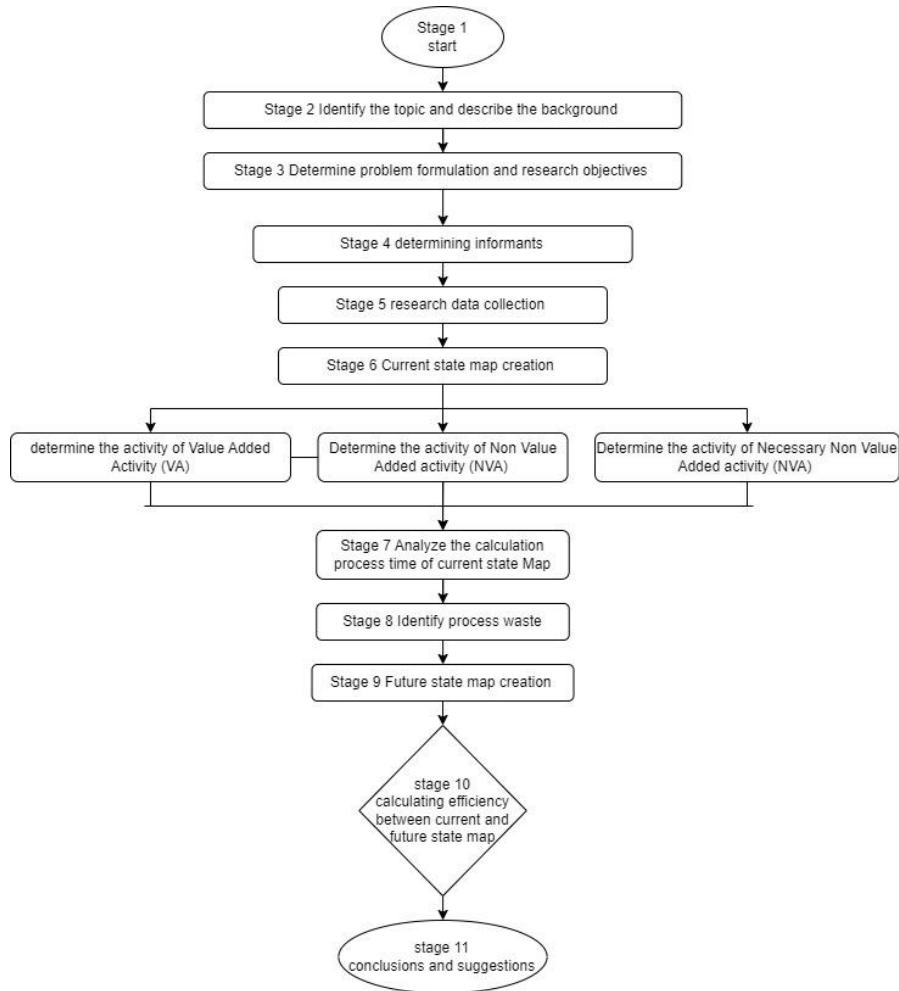 Stage 1
start
Stage 2 Identify the topic and describe the background
Stage 3 Determine problem formulation and research objectives
Stage 4 determining informants
Stage 5 research data collection
Stage 6 Current state map creation
determine the activity of Value Added
Activity (VA)
Determine the activity of Non Value
Added activity (NVA)
Determine the activity of Necessary Non Value
Added activity (NVA)
Stage 7 Analyze the calculation
process time of current state Map
Stage 8 Identify process waste
Stage 9 Future state map creation
stage 10
calculating efficiency
between current and
future state map
stage 11
conclusions and suggestions